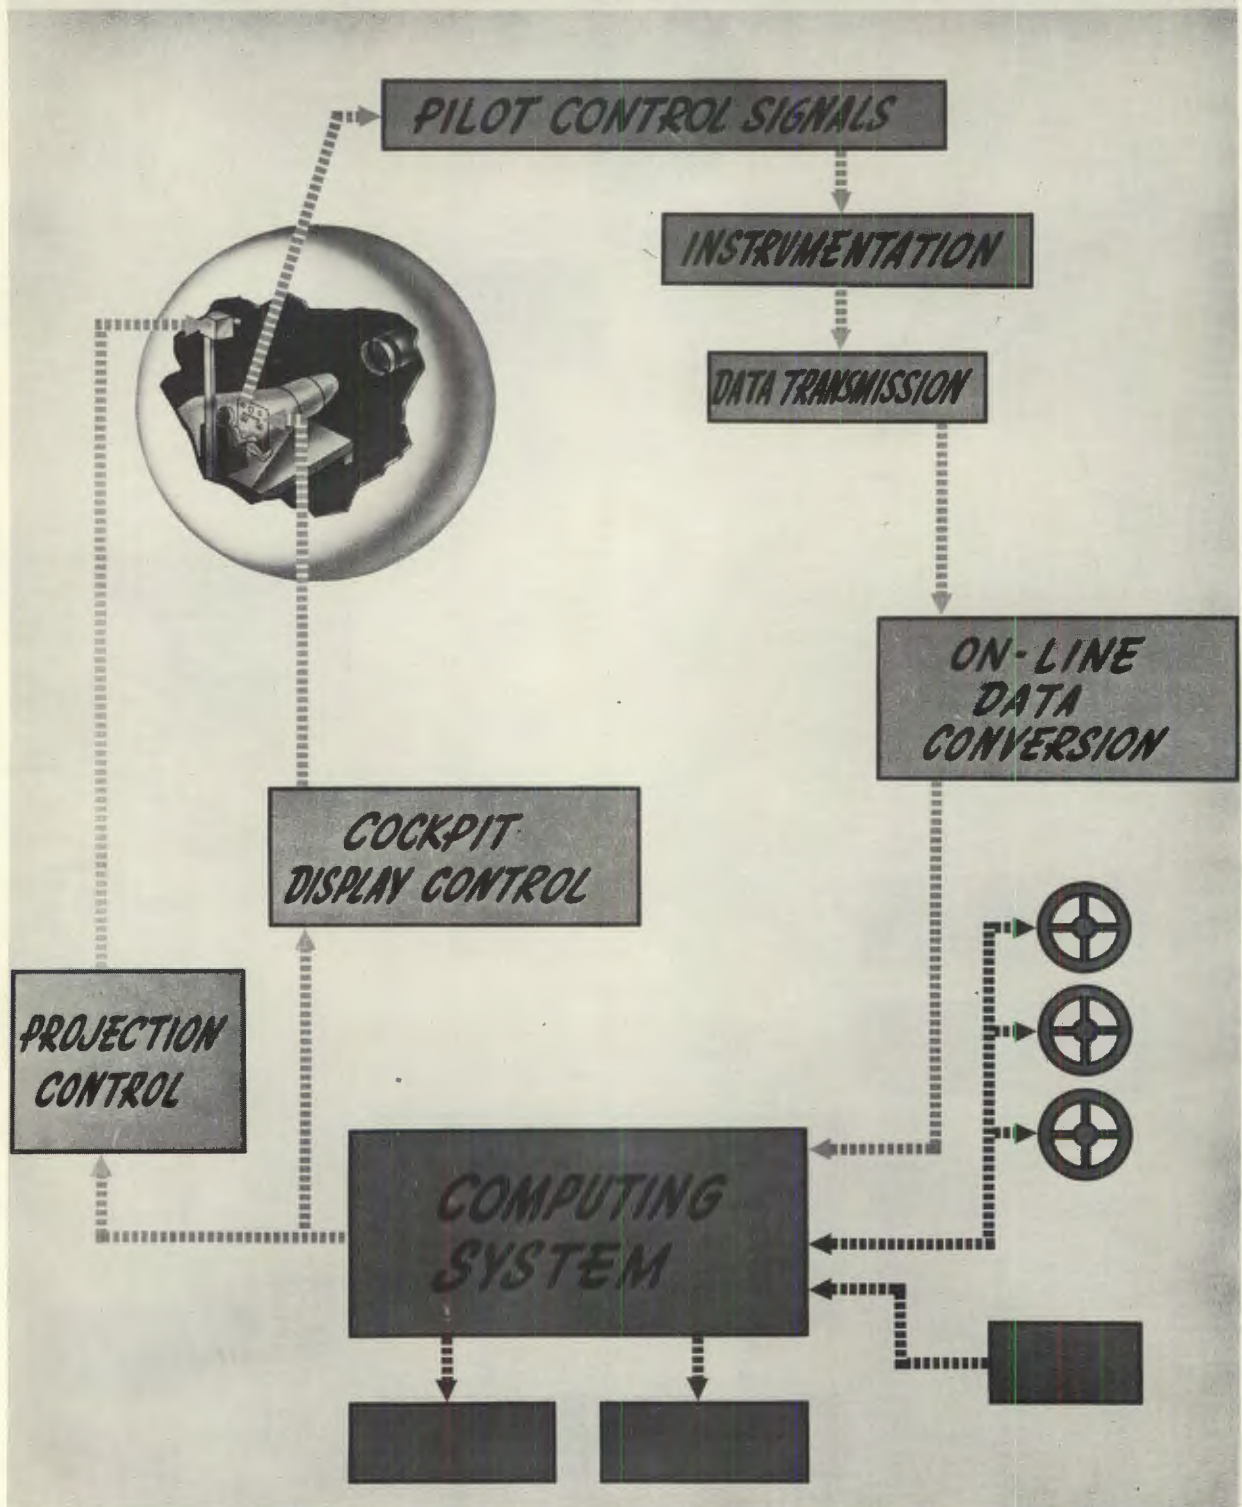 PILOT CONTROL SIGNALS
INSTRUMENTATION
DATA TRANSMISSION
ON-LINE
DATA
CONVERSION
COCKPIT
DISPLAY CONTROL
PROJECTION
CONTROL
COMPUTING
SYSTEM